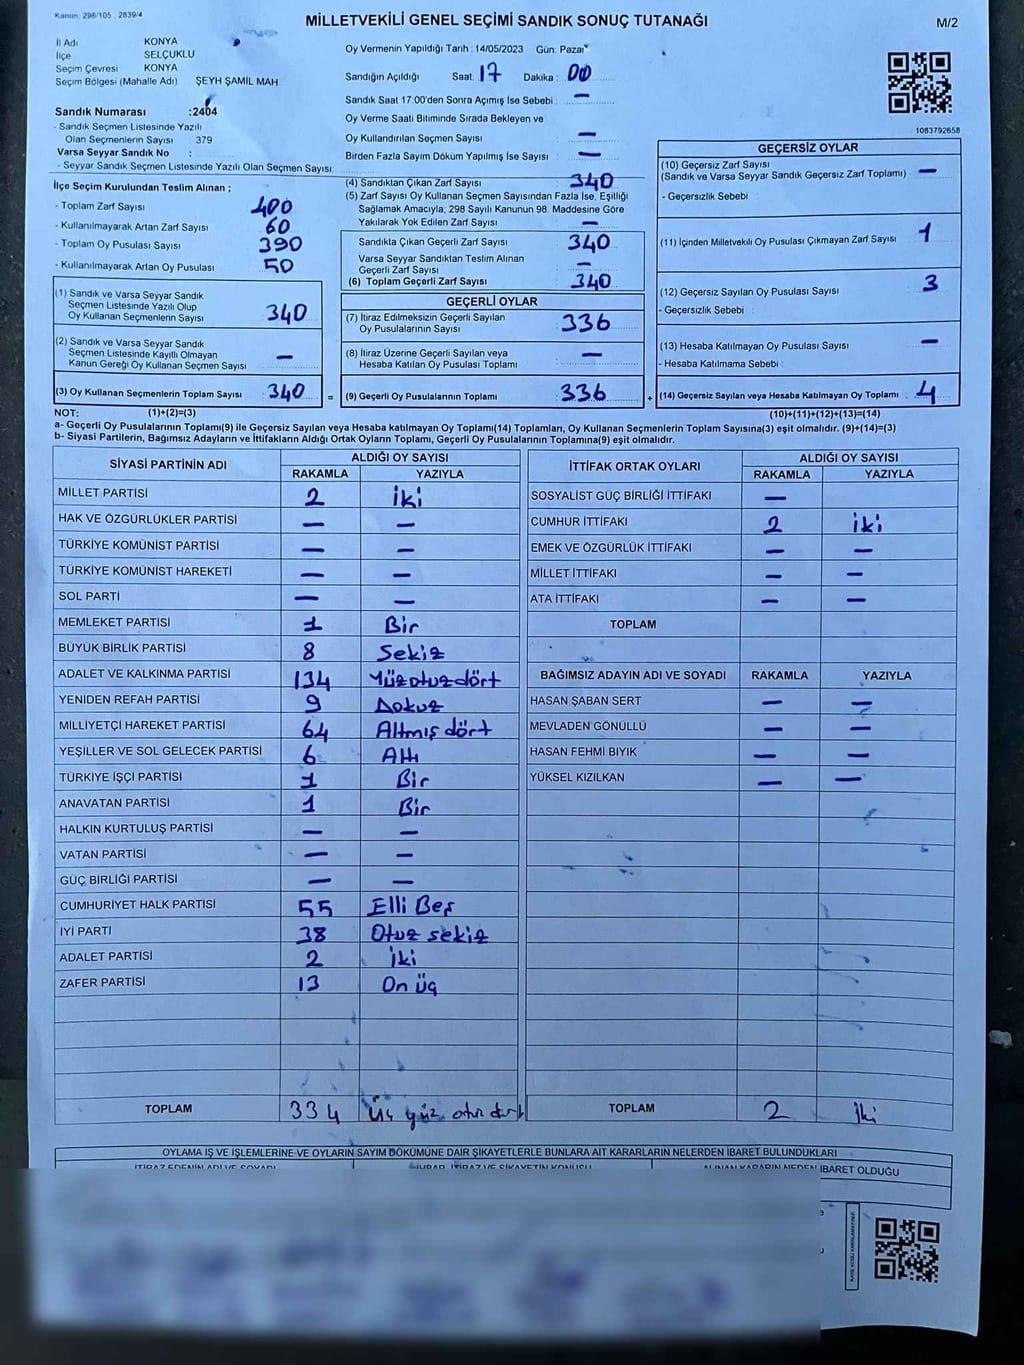 Kanun: 298/105 , 2839/4
MİLLETVEKİLİ GENEL SEÇİMİ SANDIK SONUÇ TUTANAĞI
M/2
İl Adı KONYA
İlçe SELÇUKLU
Seçim Çevresi KONYA
Seçim Bölgesi (Mahalle Adı) ŞEYH ŞAMİL MAH
Sandık Numarası :2404
- Sandık Seçmen Listesinde Yazılı
Olan Seçmenlerin Sayısı : 379
Varsa Seyyar Sandık No :
- Seyyar Sandık Seçmen Listesinde Yazılı Olan Seçmen Sayısı:
Oy Vermenin Yapıldığı Tarih : 14/05/2023 Gün: Pazar
Sandığın Açıldığı Saat: 17 Dakika : 00
Sandık Saat 17:00'den Sonra Açımış İse Sebebi : —
Oy Verme Saati Bitiminde Sırada Bekleyen ve
Oy Kullandırılan Seçmen Sayısı —
Birden Fazla Sayım Döküm Yapılmış İse Sayısı —
1083792658
İlçe Seçim Kurulundan Teslim Alınan ;
- Toplam Zarf Sayısı 400
- Kullanılmayarak Artan Zarf Sayısı 60
- Toplam Oy Pusulası Sayısı 390
- Kullanılmayarak Artan Oy Pusulası 50
(1) Sandık ve Varsa Seyyar Sandık
Seçmen Listesinde Yazılı Olup
Oy Kullanan Seçmenlerin Sayısı 340
(2) Sandık ve Varsa Seyyar Sandık
Seçmen Listesinde Kayıtlı Olmayan
Kanun Gereği Oy Kullanan Seçmen Sayısı —
(3) Oy Kullanan Seçmenlerin Toplam Sayısı 340 =
(4) Sandıktan Çıkan Zarf Sayısı 340
(5) Zarf Sayısı Oy Kullanan Seçmen Sayısından Fazla İse, Eşitliği
Sağlamak Amacıyla; 298 Sayılı Kanunun 98. Maddesine Göre
Yakılarak Yok Edilen Zarf Sayısı —
Sandıkta Çıkan Geçerli Zarf Sayısı 340
Varsa Seyyar Sandıktan Teslim Alınan
Geçerli Zarf Sayısı —
(6) Toplam Geçerli Zarf Sayısı 340
GEÇERLİ OYLAR
(7) İtiraz Edilmeksizin Geçerli Sayılan
Oy Pusulalarının Sayısı 336
(8) İtiraz Üzerine Geçerli Sayılan veya
Hesaba Katılan Oy Pusulası Toplamı —
(9) Geçerli Oy Pusulalarının Toplamı 336 +
GEÇERSİZ OYLAR
(10) Geçersiz Zarf Sayısı
(Sandık ve Varsa Seyyar Sandık Geçersiz Zarf Toplamı) —
- Geçersizlik Sebebi
(11) İçinden Milletvekili Oy Pusulası Çıkmayan Zarf Sayısı 1
(12) Geçersiz Sayılan Oy Pusulası Sayısı 3
- Geçersizlik Sebebi :
(13) Hesaba Katılmayan Oy Pusulası Sayısı —
- Hesaba Katılmama Sebebi :
(14) Geçersiz Sayılan veya Hesaba Katılmayan Oy Toplamı : 4
NOT: (1)+(2)=(3) (10)+(11)+(12)+(13)=(14)
a- Geçerli Oy Pusulalarının Toplamı(9) ile Geçersiz Sayılan veya Hesaba katılmayan Oy Toplamı(14) Toplamları, Oy Kullanan Seçmenlerin Toplam Sayısına(3) eşit olmalıdır. (9)+(14)=(3)
b- Siyasi Partilerin, Bağımsız Adayların ve İttifakların Aldığı Ortak Oyların Toplamı, Geçerli Oy Pusulalarının Toplamına(9) eşit olmalıdır.
SİYASİ PARTİNİN ADI ALDIĞI OY SAYISI
RAKAMLA YAZIYLA
MİLLET PARTİSİ 2 iki
HAK VE ÖZGÜRLÜKLER PARTİSİ — —
TÜRKİYE KOMÜNİST PARTİSİ — —
TÜRKİYE KOMÜNİST HAREKETİ — —
SOL PARTİ — —
MEMLEKET PARTİSİ 1 Bir
BÜYÜK BİRLİK PARTİSİ 8 Sekiz
ADALET VE KALKINMA PARTİSİ 134 Yüzotuzdört
YENİDEN REFAH PARTİSİ 9 Dokuz
MİLLİYETÇİ HAREKET PARTİSİ 64 Altmış dört
YEŞİLLER VE SOL GELECEK PARTİSİ 6 Altı
TÜRKİYE İŞÇİ PARTİSİ 1 Bir
ANAVATAN PARTİSİ 1 Bir
HALKIN KURTULUŞ PARTİSİ — —
VATAN PARTİSİ — —
GÜÇ BİRLİĞİ PARTİSİ — —
CUMHURİYET HALK PARTİSİ 55 Elli Beş
İYİ PARTİ 38 Otuz sekiz
ADALET PARTİSİ 2 iki
ZAFER PARTİSİ 13 On üç
TOPLAM 334 Üç yüz otuz dört
İTTİFAK ORTAK OYLARI ALDIĞI OY SAYISI
RAKAMLA YAZIYLA
SOSYALİST GÜÇ BİRLİĞİ İTTİFAKI —
CUMHUR İTTİFAKI 2 iki
EMEK VE ÖZGÜRLÜK İTTİFAKI — —
MİLLET İTTİFAKI — —
ATA İTTİFAKI — —
TOPLAM
BAĞIMSIZ ADAYIN ADI VE SOYADI RAKAMLA YAZIYLA
HASAN ŞABAN SERT — —
MEVLADEN GÖNÜLLÜ — —
HASAN FEHMİ BIYIK — —
YÜKSEL KIZILKAN — —
TOPLAM 2 iki
OYLAMA İŞ VE İŞLEMLERİNE VE OYLARIN SAYIM DÖKÜMÜNE DAİR ŞİKAYETLERLE BUNLARA AİT KARARLARIN NELERDEN İBARET BULUNDUKLARI
İTİRAZ EDENİN ADI VE SOYADI İHBAR, İTİRAZ VE ŞİKAYETİN KONUSU ALINAN KARARIN NEDEN İBARET OLDUĞU